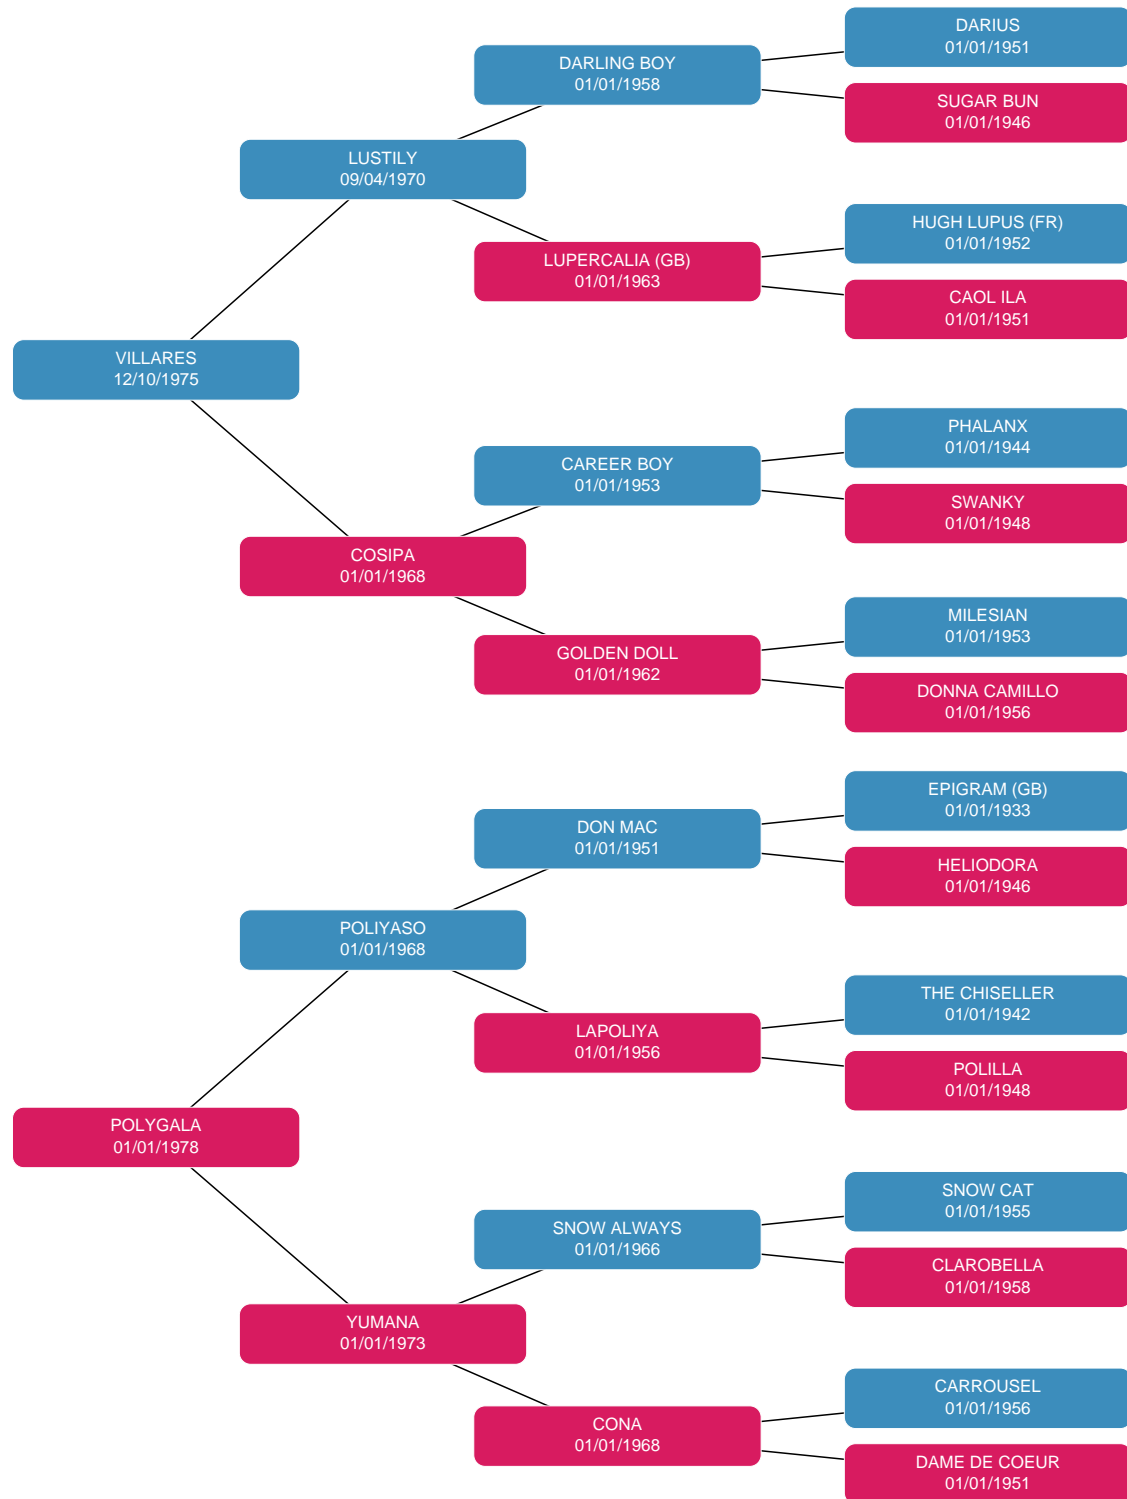 DARIUS
01/01/1951
DARLING BOY
01/01/1958
SUGAR BUN
01/01/1946
LUSTILY
09/04/1970
HUGH LUPUS (FR)
01/01/1952
LUPERCALIA (GB)
01/01/1963
CAOL ILA
01/01/1951
VILLARES
12/10/1975
PHALANX
01/01/1944
CAREER BOY
01/01/1953
SWANKY
01/01/1948
COSIPA
01/01/1968
MILESIAN
01/01/1953
GOLDEN DOLL
01/01/1962
DONNA CAMILLO
01/01/1956
EPIGRAM (GB)
01/01/1933
DON MAC
01/01/1951
HELIODORA
01/01/1946
POLIYASO
01/01/1968
THE CHISELLER
01/01/1942
LAPOLIYA
01/01/1956
POLILLA
01/01/1948
POLYGALA
01/01/1978
SNOW CAT
01/01/1955
SNOW ALWAYS
01/01/1966
CLAROBELLA
01/01/1958
YUMANA
01/01/1973
CARROUSEL
01/01/1956
CONA
01/01/1968
DAME DE COEUR
01/01/1951